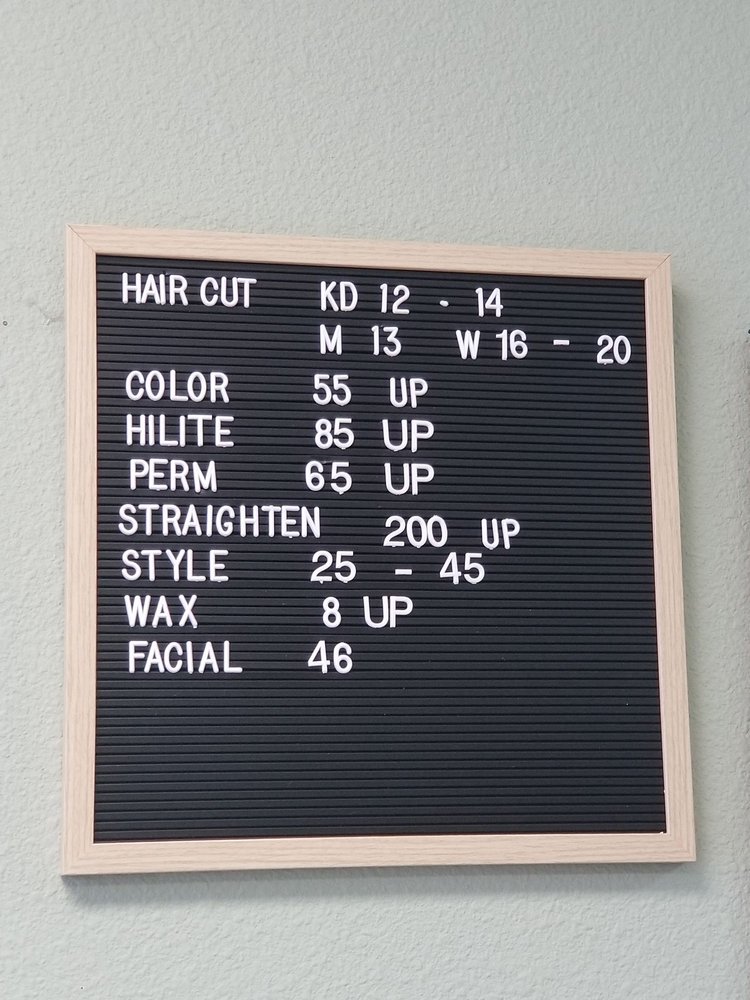 HAIR CUT KD 12 - 14
M 13 W 16 - 20
COLOR 55 UP
HILITE 85 UP
PERM 65 UP
STRAIGHTEN 200 UP
STYLE 25 - 45
WAX 8 UP
FACIAL 46